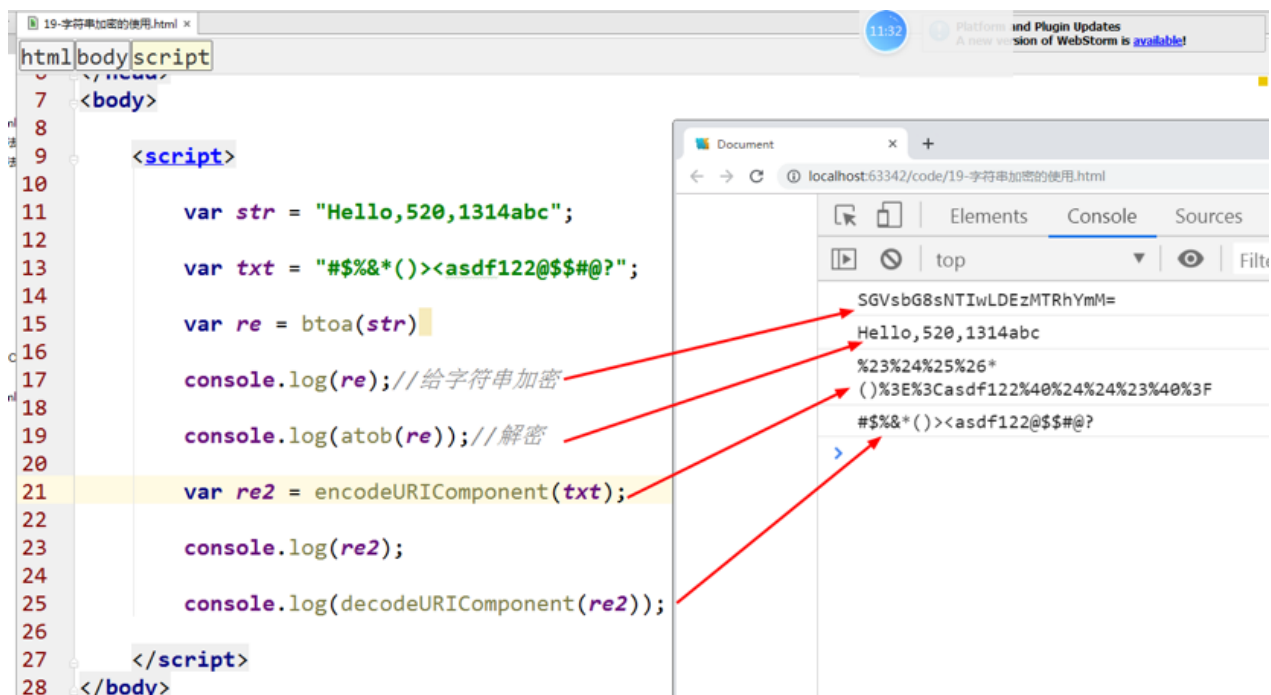 19-字符串加密的使用.html ×
11:32
Platform and Plugin Updates
A new version of WebStorm is available!
html body script
6 </head>
7 <body>
8
9 <script>
10
11 var str = "Hello,520,1314abc";
12
13 var txt = "#$%&*()><asdf122@$$#@?";
14
15 var re = btoa(str)
16
17 console.log(re);//给字符串加密
18
19 console.log(atob(re));//解密
20
21 var re2 = encodeURIComponent(txt);
22
23 console.log(re2);
24
25 console.log(decodeURIComponent(re2));
26
27 </script>
28 </body>
Document × +
localhost:63342/code/19-字符串加密的使用.html
Elements Console Sources
top Filte
SGVsbG8sNTIwLDEzMTRhYmM=
Hello,520,1314abc
%23%24%25%26*
()%3E%3Casdf122%40%24%24%23%40%3F
#$%&*()><asdf122@$$#@?